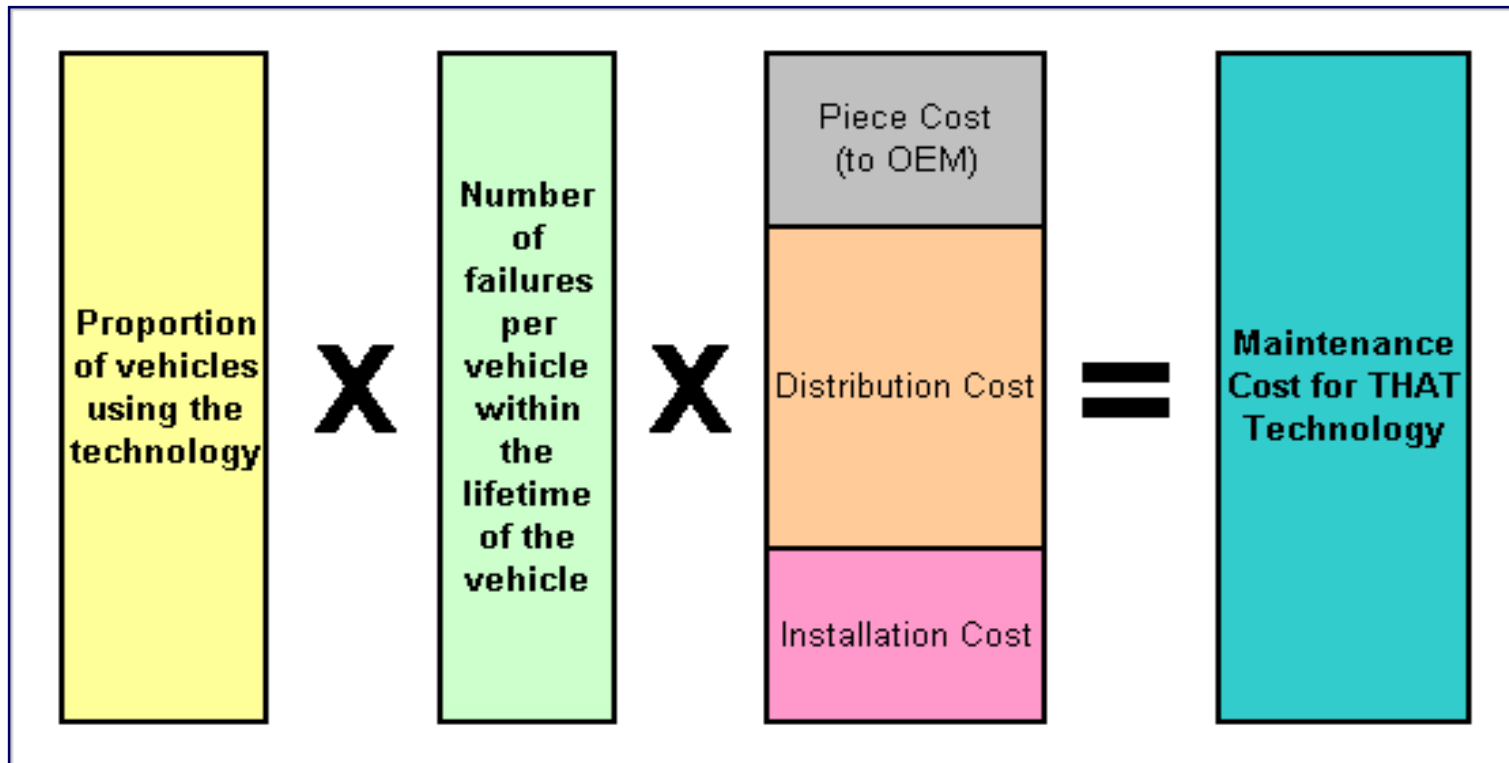 Proportion
of vehicles
using the
technology
X
Number
of
failures
per
vehicle
within
the
lifetime
of the
vehicle
X
Piece Cost
(to OEM)
Distribution Cost
Installation Cost
=
Maintenance
Cost for THAT
Technology